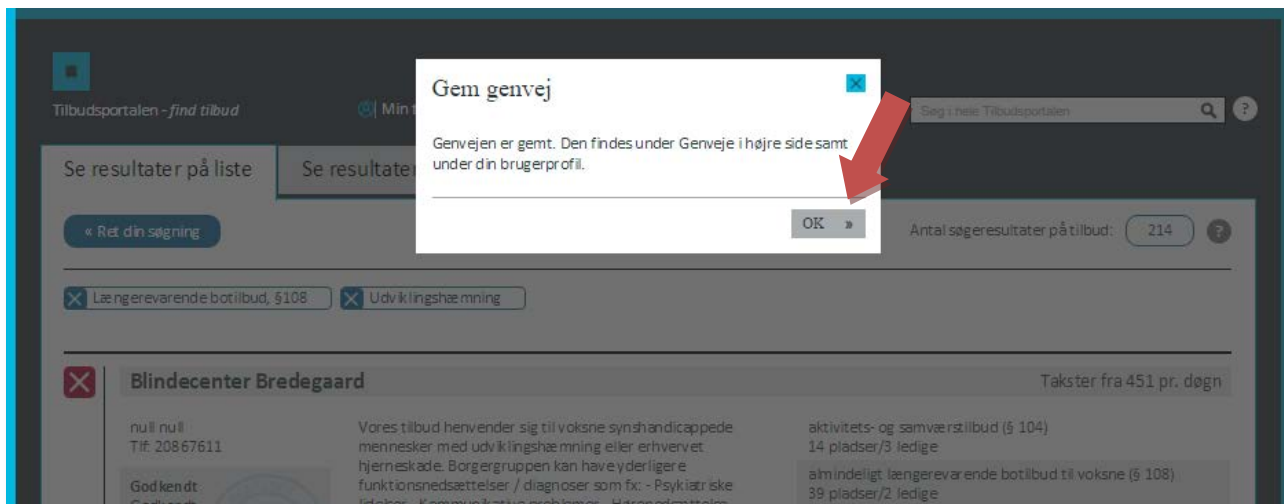 Gem genvej
Genvejen er gemt. Den findes under Genveje i højre side samt
under din brugerprofil.
OK »
Tilbudsportalen - find tilbud
Min t
Søg i hele Tilbudsportalen
?
Se resultater på liste
Se resultater
« Ret din søgning
Antal søgeresultater på tilbud: 214 ?
Længerevarende botilbud, §108
Udviklingshæmning
Blindecenter Bredegaard
Takster fra 451 pr. døgn
null null
Tlf: 20867611
Godkendt
Vores tilbud henvender sig til voksne synshandicappede
mennesker med udviklingshæmning eller erhvervet
hjerneskade. Borgergruppen kan have yderligere
funktionsnedsættelser / diagnoser som fx: - Psykiatriske
lidelser - Kommunikative problemer - Hørenedsættelse
aktivitets- og samværstilbud (§ 104)
14 pladser/3 ledige
almindeligt længerevarende botilbud til voksne (§ 108)
39 pladser/2 ledige